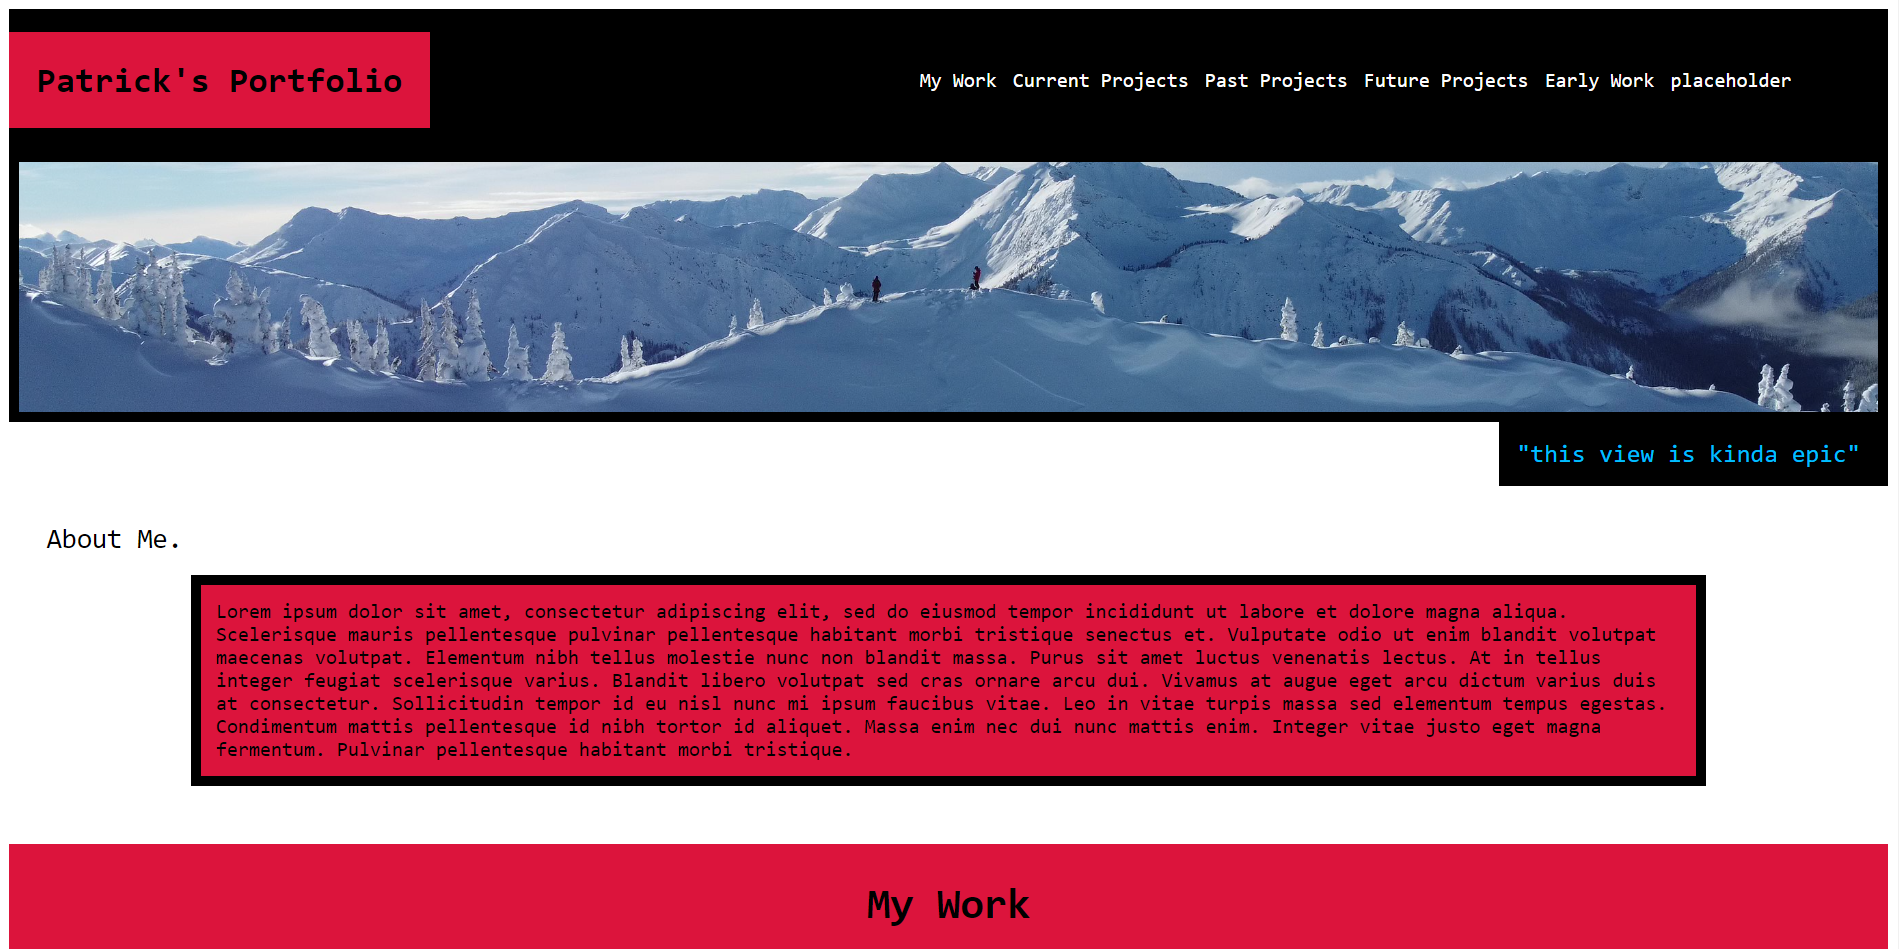 Patrick's Portfolio
My Work Current Projects Past Projects Future Projects Early Work placeholder
"this view is kinda epic"
About Me.
Lorem ipsum dolor sit amet, consectetur adipiscing elit, sed do eiusmod tempor incididunt ut labore et dolore magna aliqua.
Scelerisque mauris pellentesque pulvinar pellentesque habitant morbi tristique senectus et. Vulputate odio ut enim blandit volutpat
maecenas volutpat. Elementum nibh tellus molestie nunc non blandit massa. Purus sit amet luctus venenatis lectus. At in tellus
integer feugiat scelerisque varius. Blandit libero volutpat sed cras ornare arcu dui. Vivamus at augue eget arcu dictum varius duis
at consectetur. Sollicitudin tempor id eu nisl nunc mi ipsum faucibus vitae. Leo in vitae turpis massa sed elementum tempus egestas.
Condimentum mattis pellentesque id nibh tortor id aliquet. Massa enim nec dui nunc mattis enim. Integer vitae justo eget magna
fermentum. Pulvinar pellentesque habitant morbi tristique.
My Work